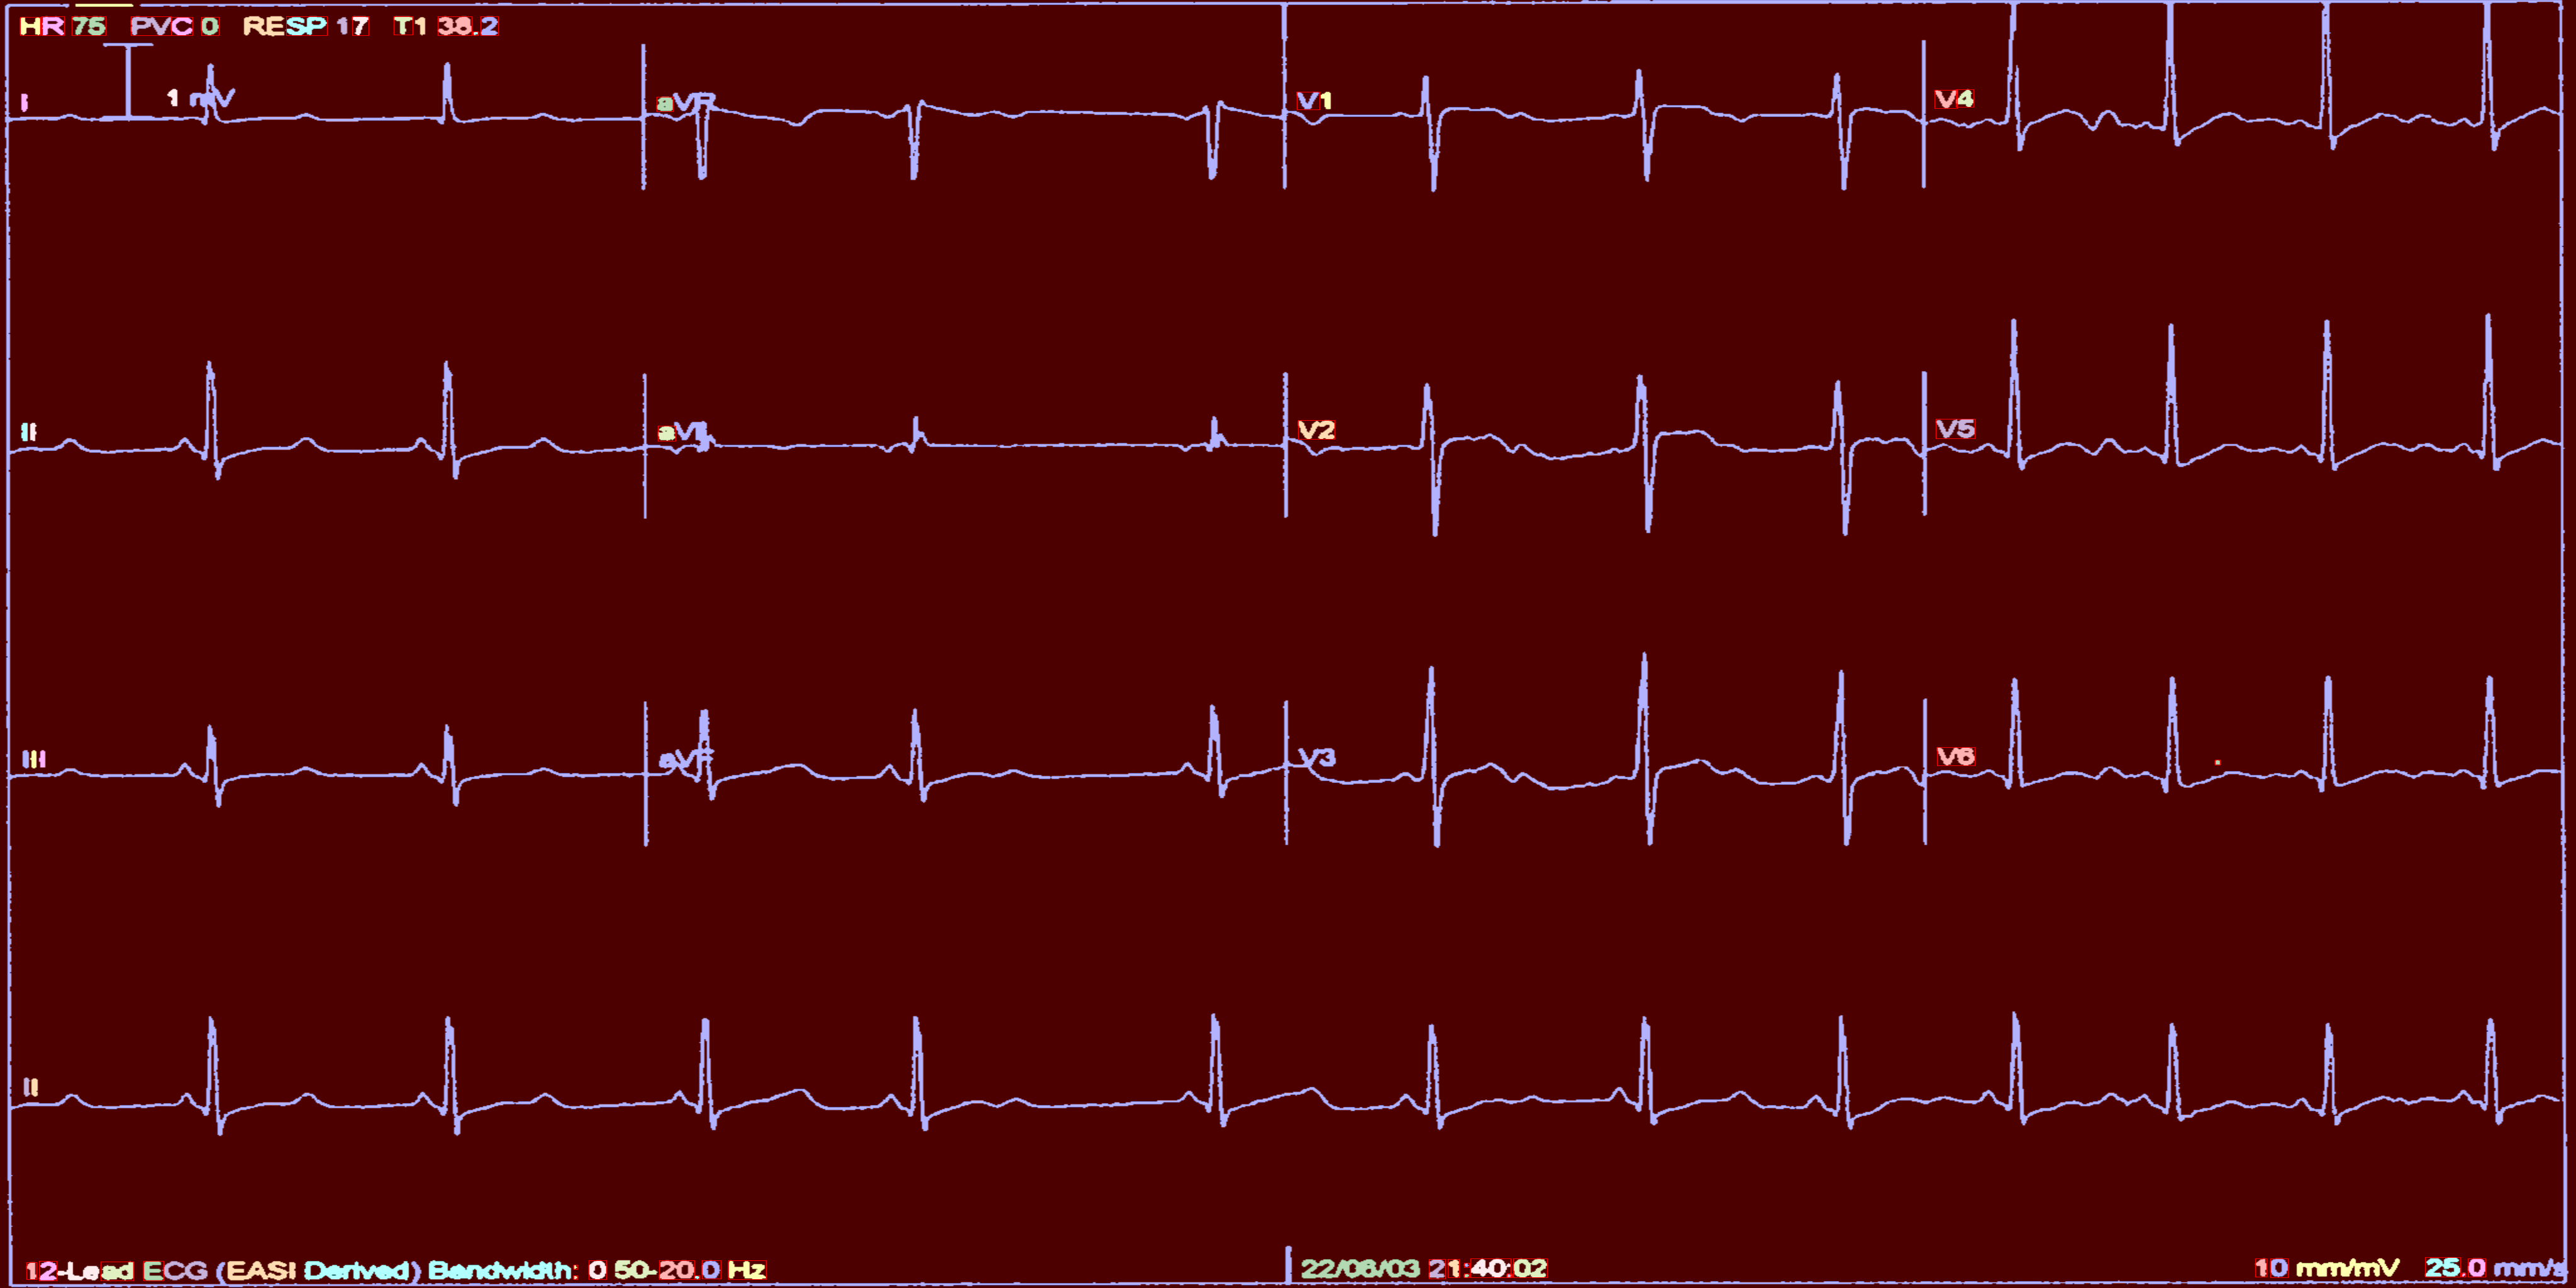 HR 75 PVC 0 RESP 17 T1 38.2
1 mV
I aVR V1 V4
II aVL V2 V5
III aVF V3 V6
II
12-Lead ECG (EASI Derived) Bandwidth: 0 50-20.0 Hz 22/08/03 21:40:02 10 mm/mV 25.0 mm/s